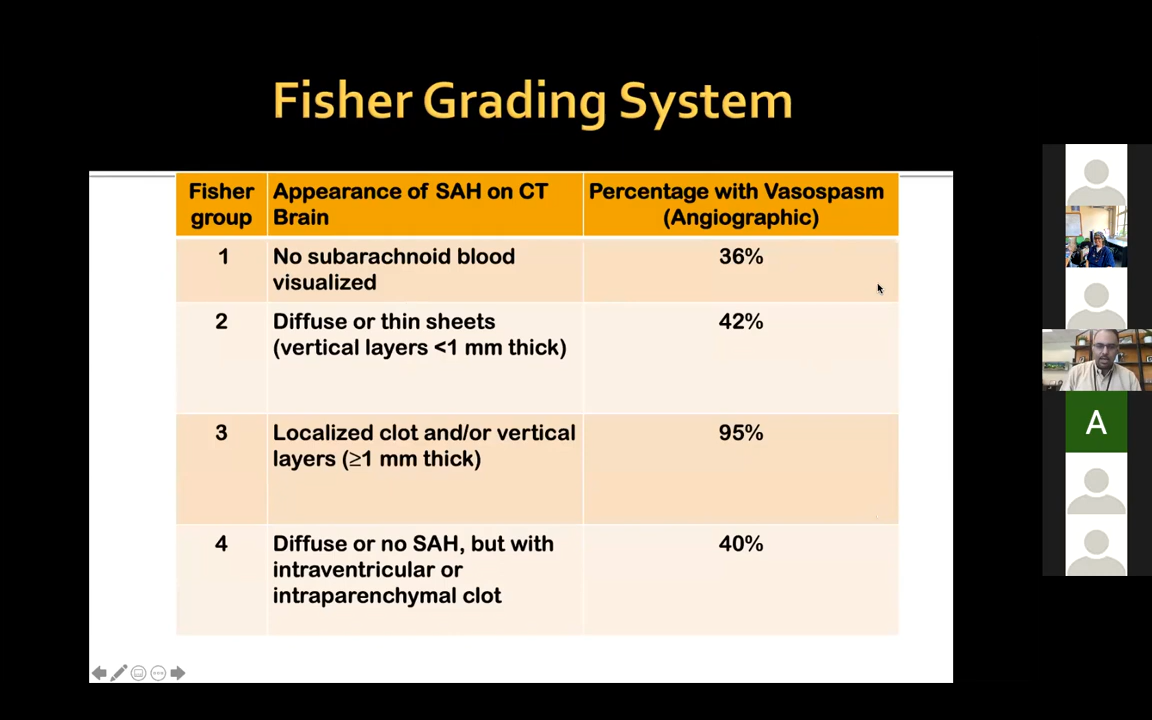 Fisher Grading System
Fisher group
Appearance of SAH on CT Brain
Percentage with Vasospasm (Angiographic)
1
No subarachnoid blood visualized
36%
2
Diffuse or thin sheets (vertical layers <1 mm thick)
42%
3
Localized clot and/or vertical layers (≥1 mm thick)
95%
4
Diffuse or no SAH, but with intraventricular or intraparenchymal clot
40%
A